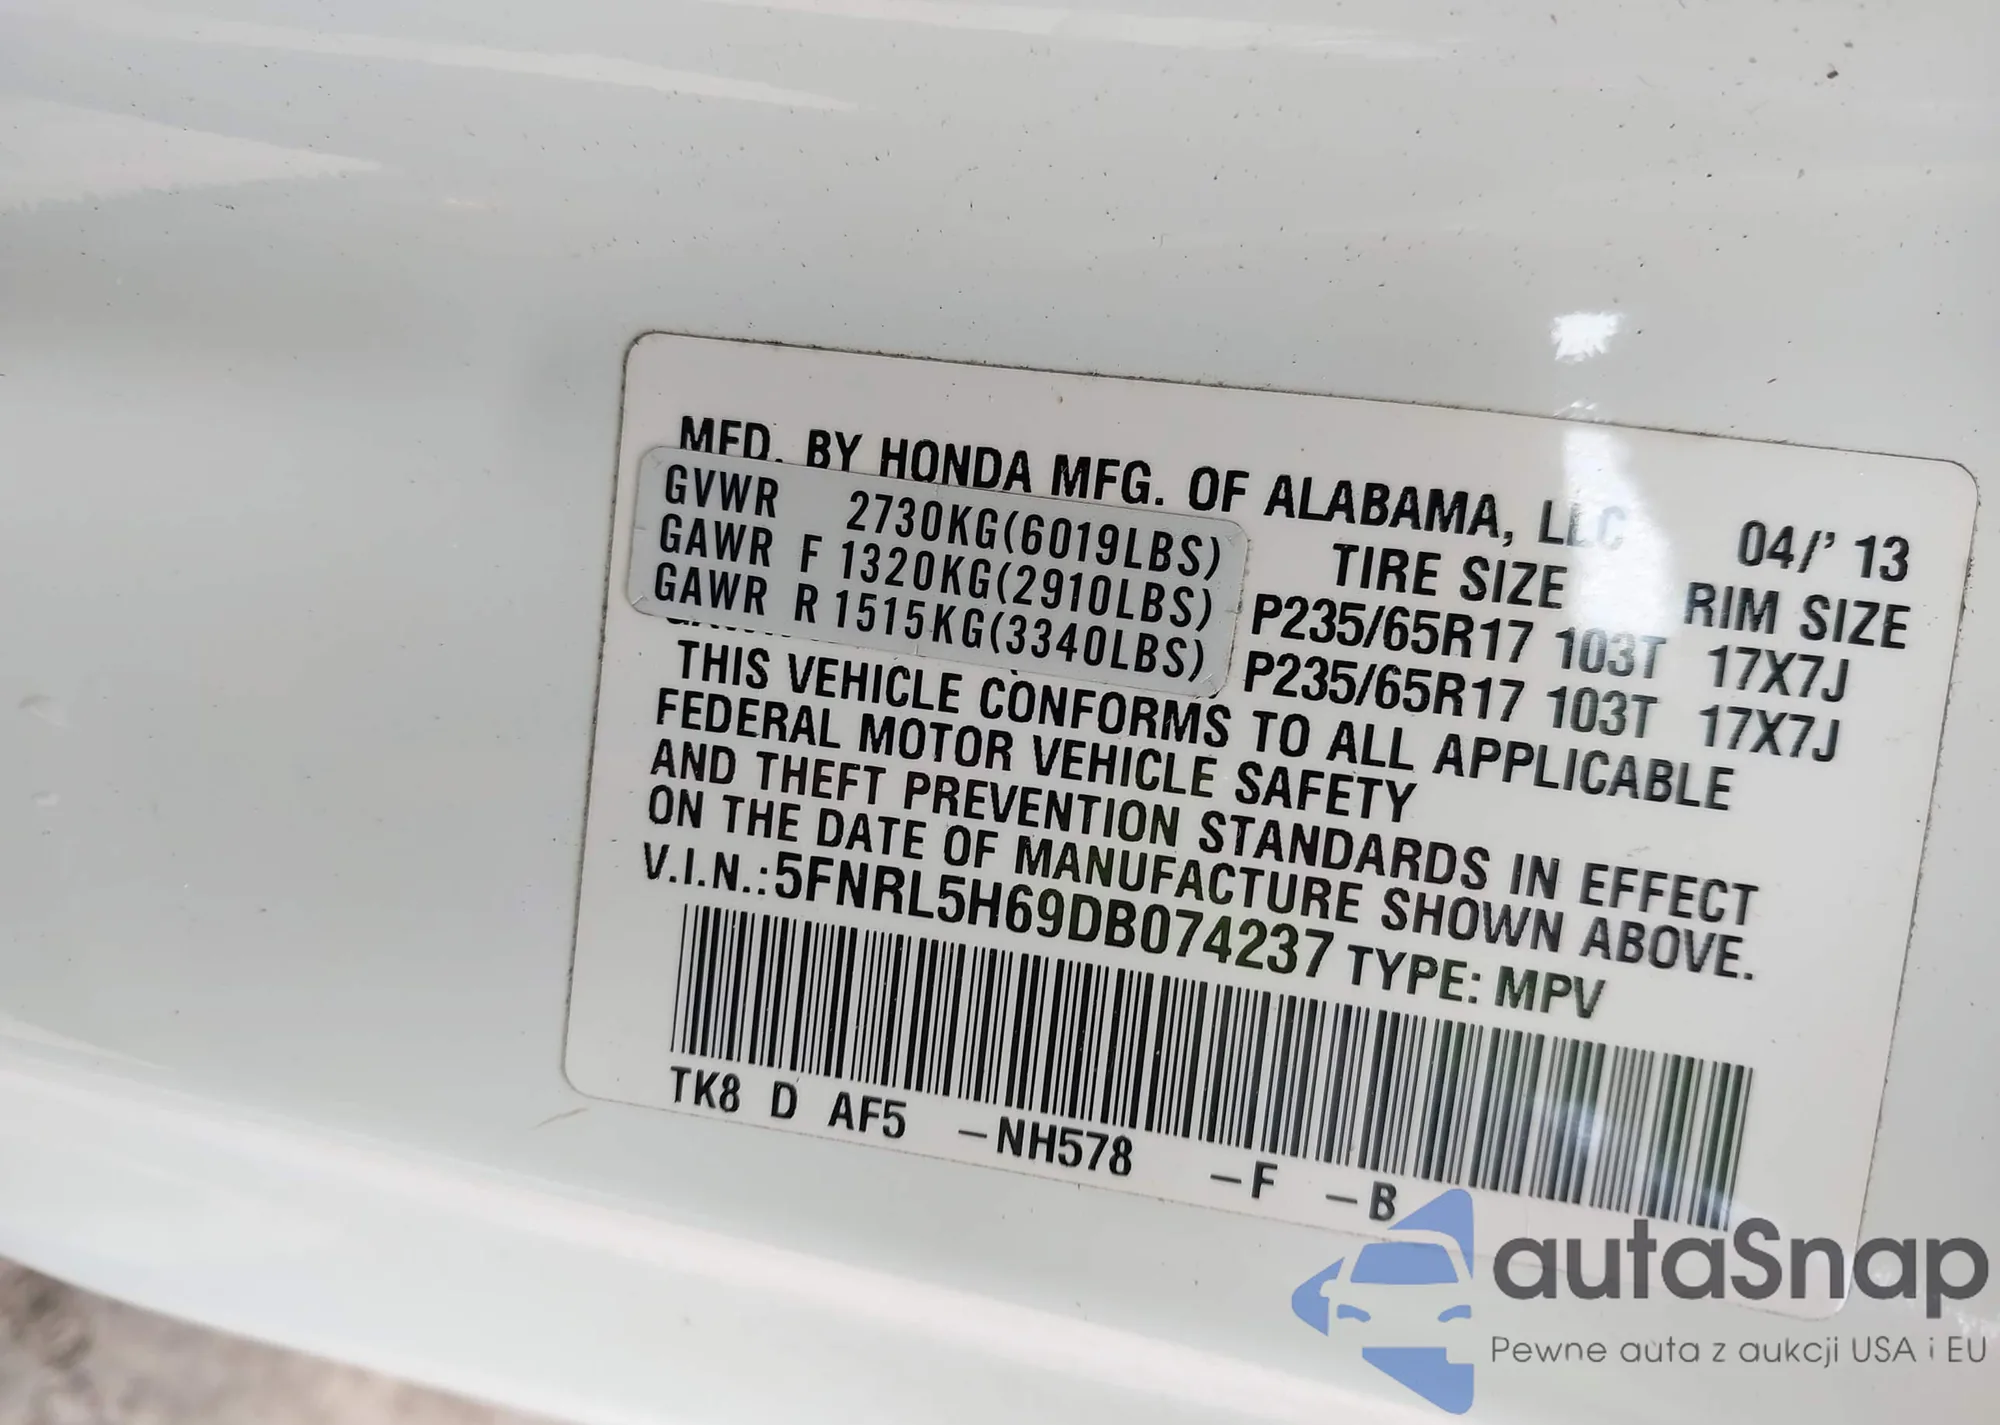 MFD. BY HONDA MFG. OF ALABAMA, LLC 04/' 13
TIRE SIZE RIM SIZE
GVWR 2730KG(6019LBS)
GAWR F 1320KG(2910LBS) P235/65R17 103T 17X7J
GAWR R 1515KG(3340LBS) P235/65R17 103T 17X7J
THIS VEHICLE CONFORMS TO ALL APPLICABLE
FEDERAL MOTOR VEHICLE SAFETY
AND THEFT PREVENTION STANDARDS IN EFFECT
ON THE DATE OF MANUFACTURE SHOWN ABOVE.
V.I.N.:5FNRL5H69DB074237 TYPE: MPV
TK8 D AF5 –NH578 –F –B
autaSnap
Pewne auta z aukcji USA i EU